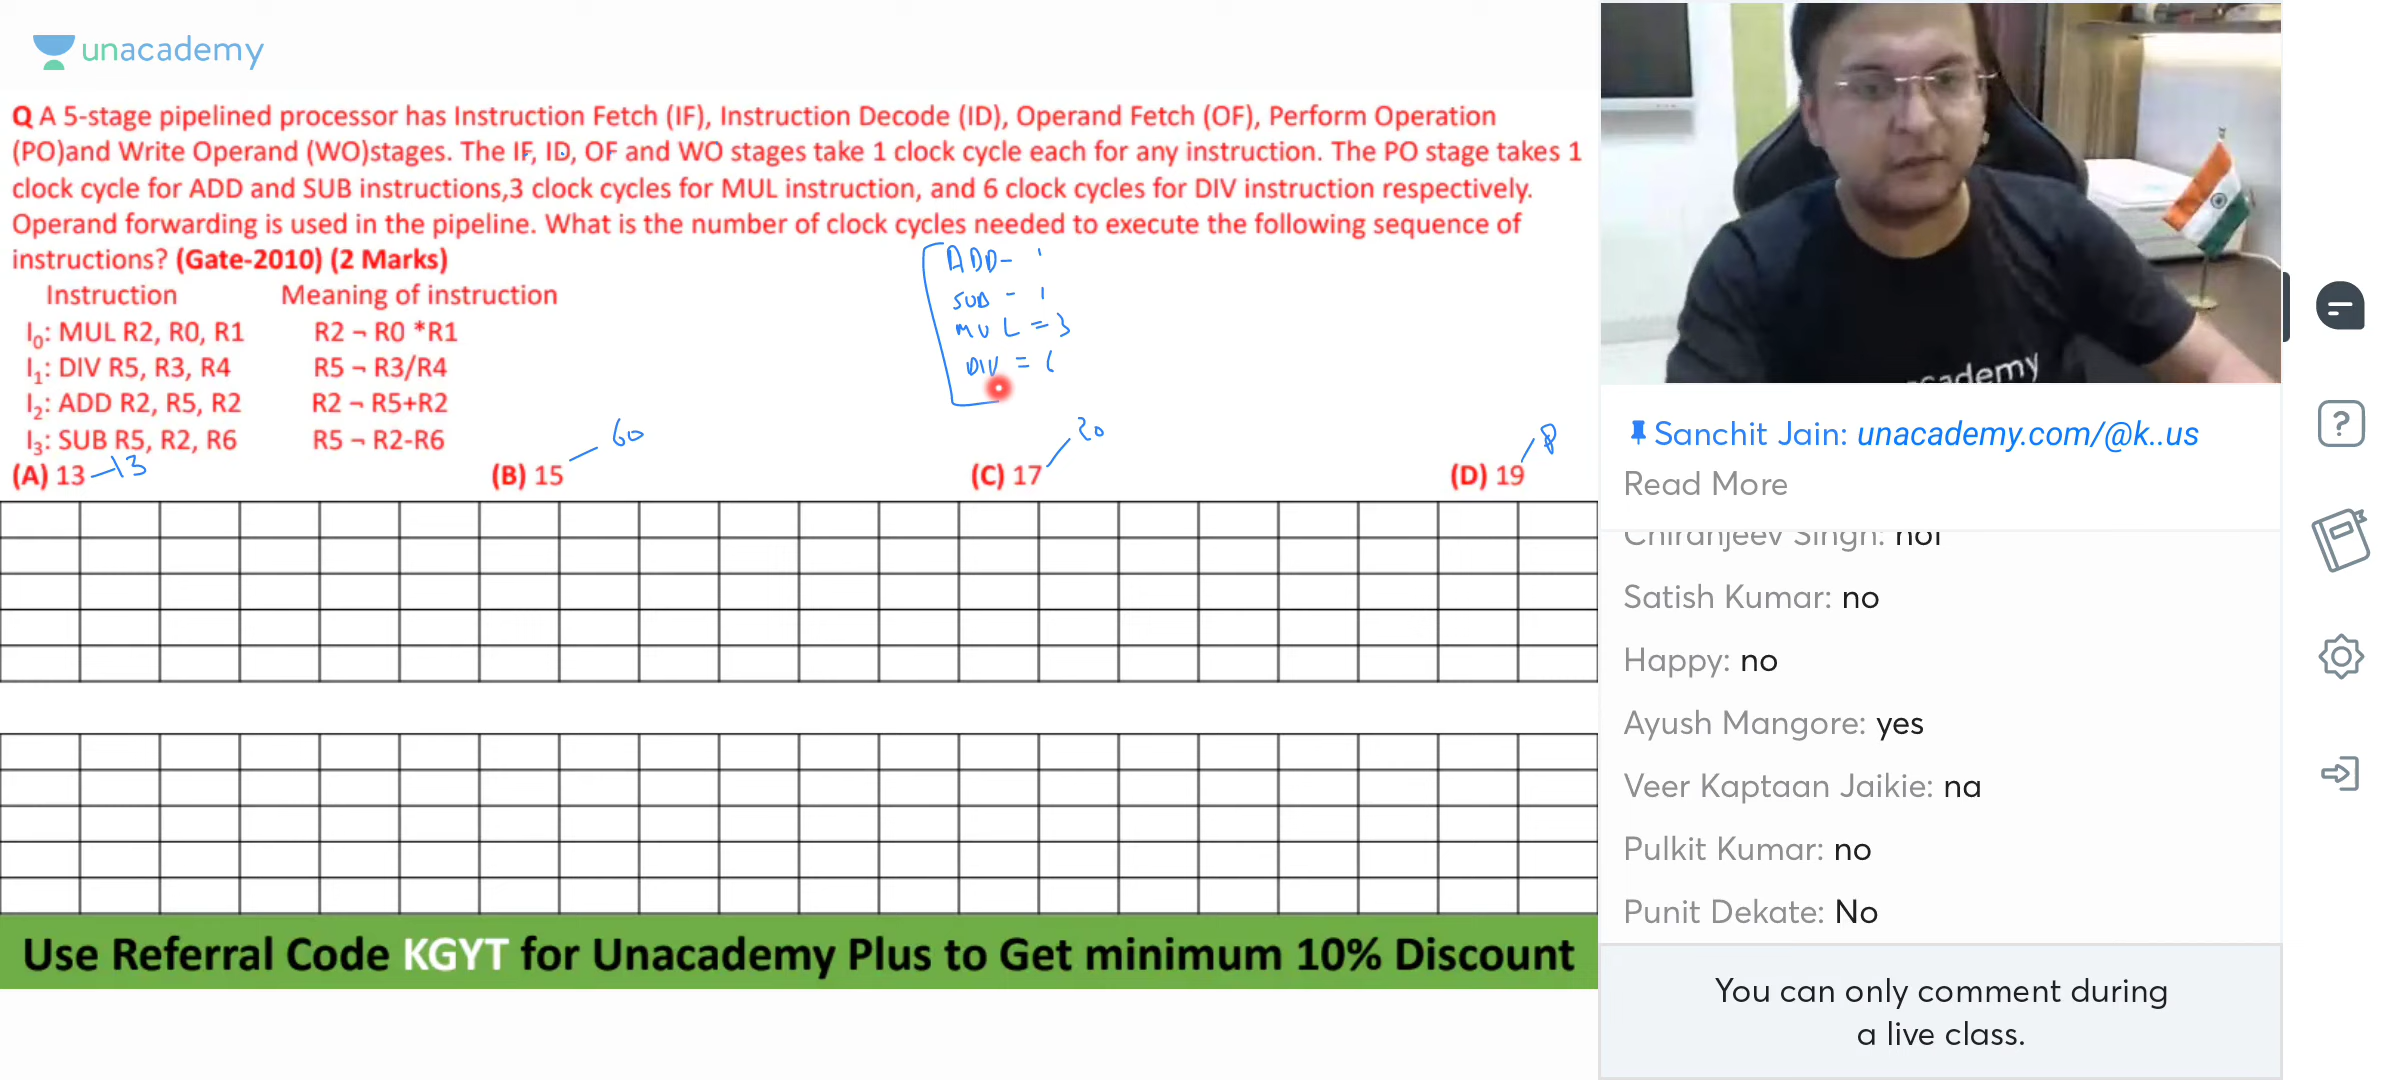 unacademy
Q A 5-stage pipelined processor has Instruction Fetch (IF), Instruction Decode (ID), Operand Fetch (OF), Perform Operation
(PO)and Write Operand (WO)stages. The IF, ID, OF and WO stages take 1 clock cycle each for any instruction. The PO stage takes 1
clock cycle for ADD and SUB instructions,3 clock cycles for MUL instruction, and 6 clock cycles for DIV instruction respectively.
Operand forwarding is used in the pipeline. What is the number of clock cycles needed to execute the following sequence of
instructions? (Gate-2010) (2 Marks)
Instruction Meaning of instruction
I0: MUL R2, R0, R1 R2 ¬ R0 *R1
I1: DIV R5, R3, R4 R5 ¬ R3/R4
I2: ADD R2, R5, R2 R2 ¬ R5+R2
I3: SUB R5, R2, R6 R5 ¬ R2-R6
ADD- 1
SUB - 1
MUL = 3
DIV = 6
(A) 13 -13 (B) 15 - 60 (C) 17 - 20 (D) 19 - 8
Use Referral Code KGYT for Unacademy Plus to Get minimum 10% Discount
academy
Sanchit Jain: unacademy.com/@k..us
Read More
Chiranjeev Singh: noi
Satish Kumar: no
Happy: no
Ayush Mangore: yes
Veer Kaptaan Jaikie: na
Pulkit Kumar: no
Punit Dekate: No
You can only comment during
a live class.
?